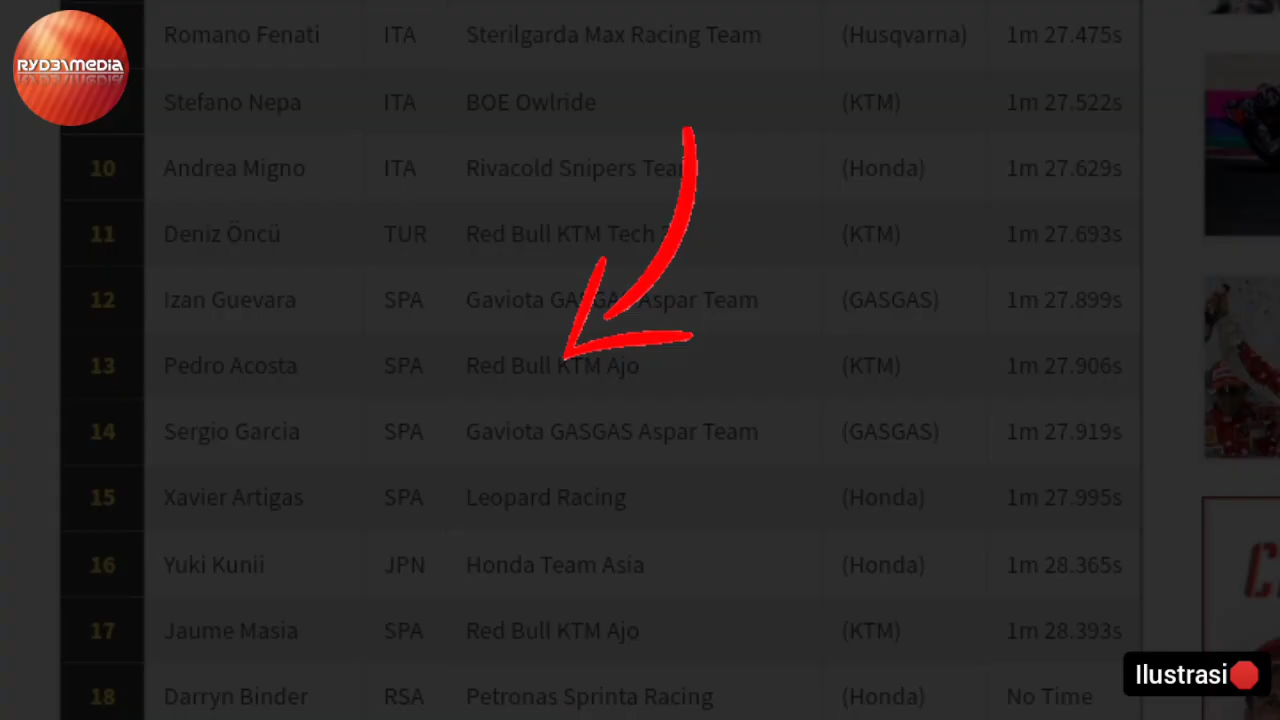 RYD3\MEDIA
Romano Fenati ITA Sterilgarda Max Racing Team (Husqvarna) 1m 27.475s
Stefano Nepa ITA BOE Owlride (KTM) 1m 27.522s
10 Andrea Migno ITA Rivacold Snipers Team (Honda) 1m 27.629s
11 Deniz Öncü TUR Red Bull KTM Tech 3 (KTM) 1m 27.693s
12 Izan Guevara SPA Gaviota GASGAS Aspar Team (GASGAS) 1m 27.899s
13 Pedro Acosta SPA Red Bull KTM Ajo (KTM) 1m 27.906s
14 Sergio Garcia SPA Gaviota GASGAS Aspar Team (GASGAS) 1m 27.919s
15 Xavier Artigas SPA Leopard Racing (Honda) 1m 27.995s
16 Yuki Kunii JPN Honda Team Asia (Honda) 1m 28.365s
17 Jaume Masia SPA Red Bull KTM Ajo (KTM) 1m 28.393s
18 Darryn Binder RSA Petronas Sprinta Racing (Honda) No Time
Ilustrasi